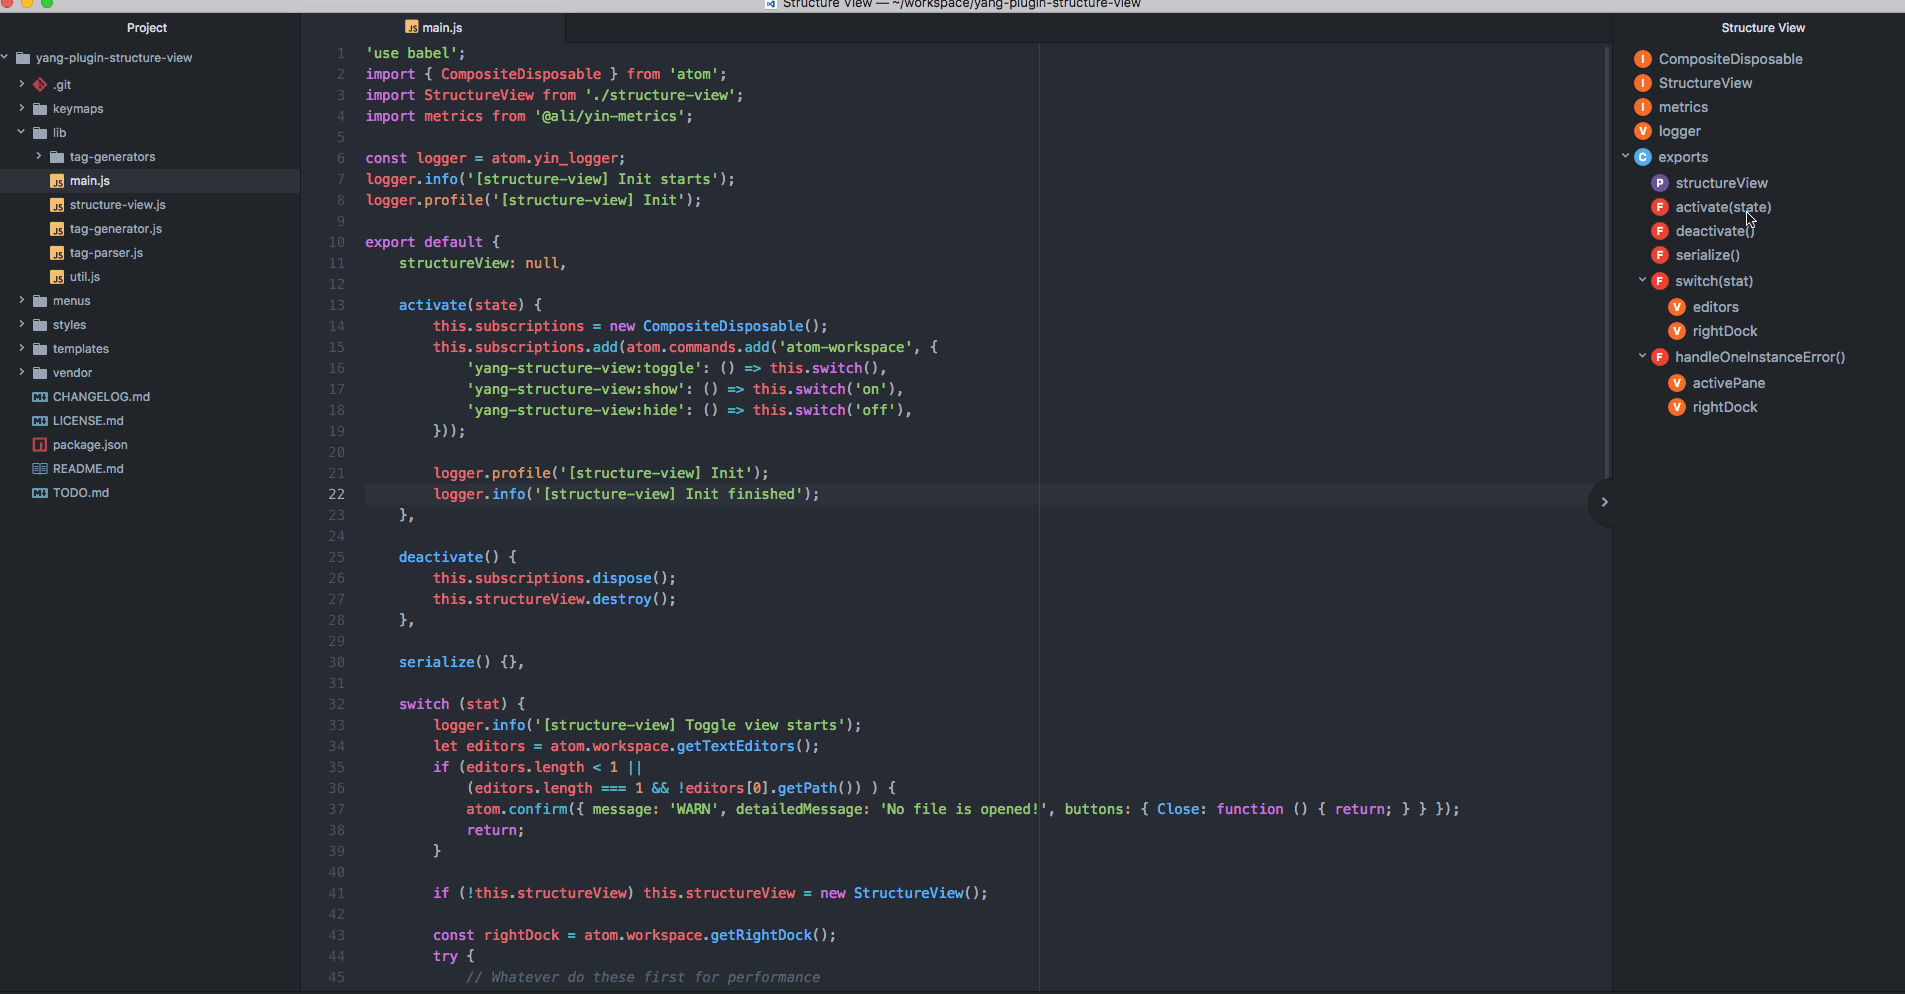 Structure View — ~/workspace/yang-plugin-structure-view
Project
yang-plugin-structure-view
.git
keymaps
lib
tag-generators
JS main.js
JS structure-view.js
JS tag-generator.js
JS tag-parser.js
JS util.js
menus
styles
templates
vendor
CHANGELOG.md
LICENSE.md
package.json
README.md
TODO.md
JS main.js
1 'use babel';
2 import { CompositeDisposable } from 'atom';
3 import StructureView from './structure-view';
4 import metrics from '@ali/yin-metrics';
5
6 const logger = atom.yin_logger;
7 logger.info('[structure-view] Init starts');
8 logger.profile('[structure-view] Init');
9
10 export default {
11     structureView: null,
12
13     activate(state) {
14         this.subscriptions = new CompositeDisposable();
15         this.subscriptions.add(atom.commands.add('atom-workspace', {
16             'yang-structure-view:toggle': () => this.switch(),
17             'yang-structure-view:show': () => this.switch('on'),
18             'yang-structure-view:hide': () => this.switch('off'),
19         }));
20
21         logger.profile('[structure-view] Init');
22         logger.info('[structure-view] Init finished');
23     },
24
25     deactivate() {
26         this.subscriptions.dispose();
27         this.structureView.destroy();
28     },
29
30     serialize() {},
31
32     switch (stat) {
33         logger.info('[structure-view] Toggle view starts');
34         let editors = atom.workspace.getTextEditors();
35         if (editors.length < 1 ||
36             (editors.length === 1 && !editors[0].getPath()) ) {
37             atom.confirm({ message: 'WARN', detailedMessage: 'No file is opened!', buttons: { Close: function () { return; } } });
38             return;
39         }
40
41         if (!this.structureView) this.structureView = new StructureView();
42
43         const rightDock = atom.workspace.getRightDock();
44         try {
45             // Whatever do these first for performance
Structure View
I CompositeDisposable
I StructureView
I metrics
V logger
C exports
P structureView
F activate(state)
F deactivate()
F serialize()
F switch(stat)
V editors
V rightDock
F handleOneInstanceError()
V activePane
V rightDock